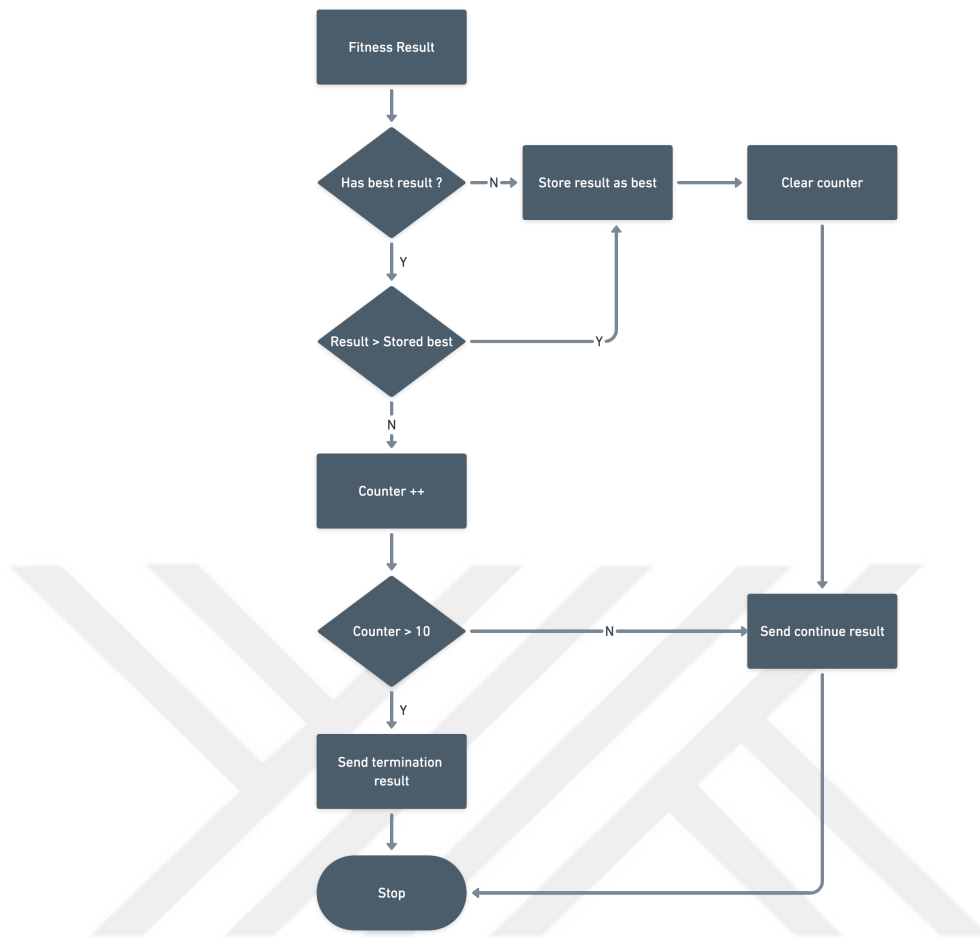 Fitness Result
Has best result ?
N
Store result as best
Clear counter
Y
Result > Stored best
Y
N
Counter ++
Counter > 10
N
Send continue result
Y
Send termination
result
Stop